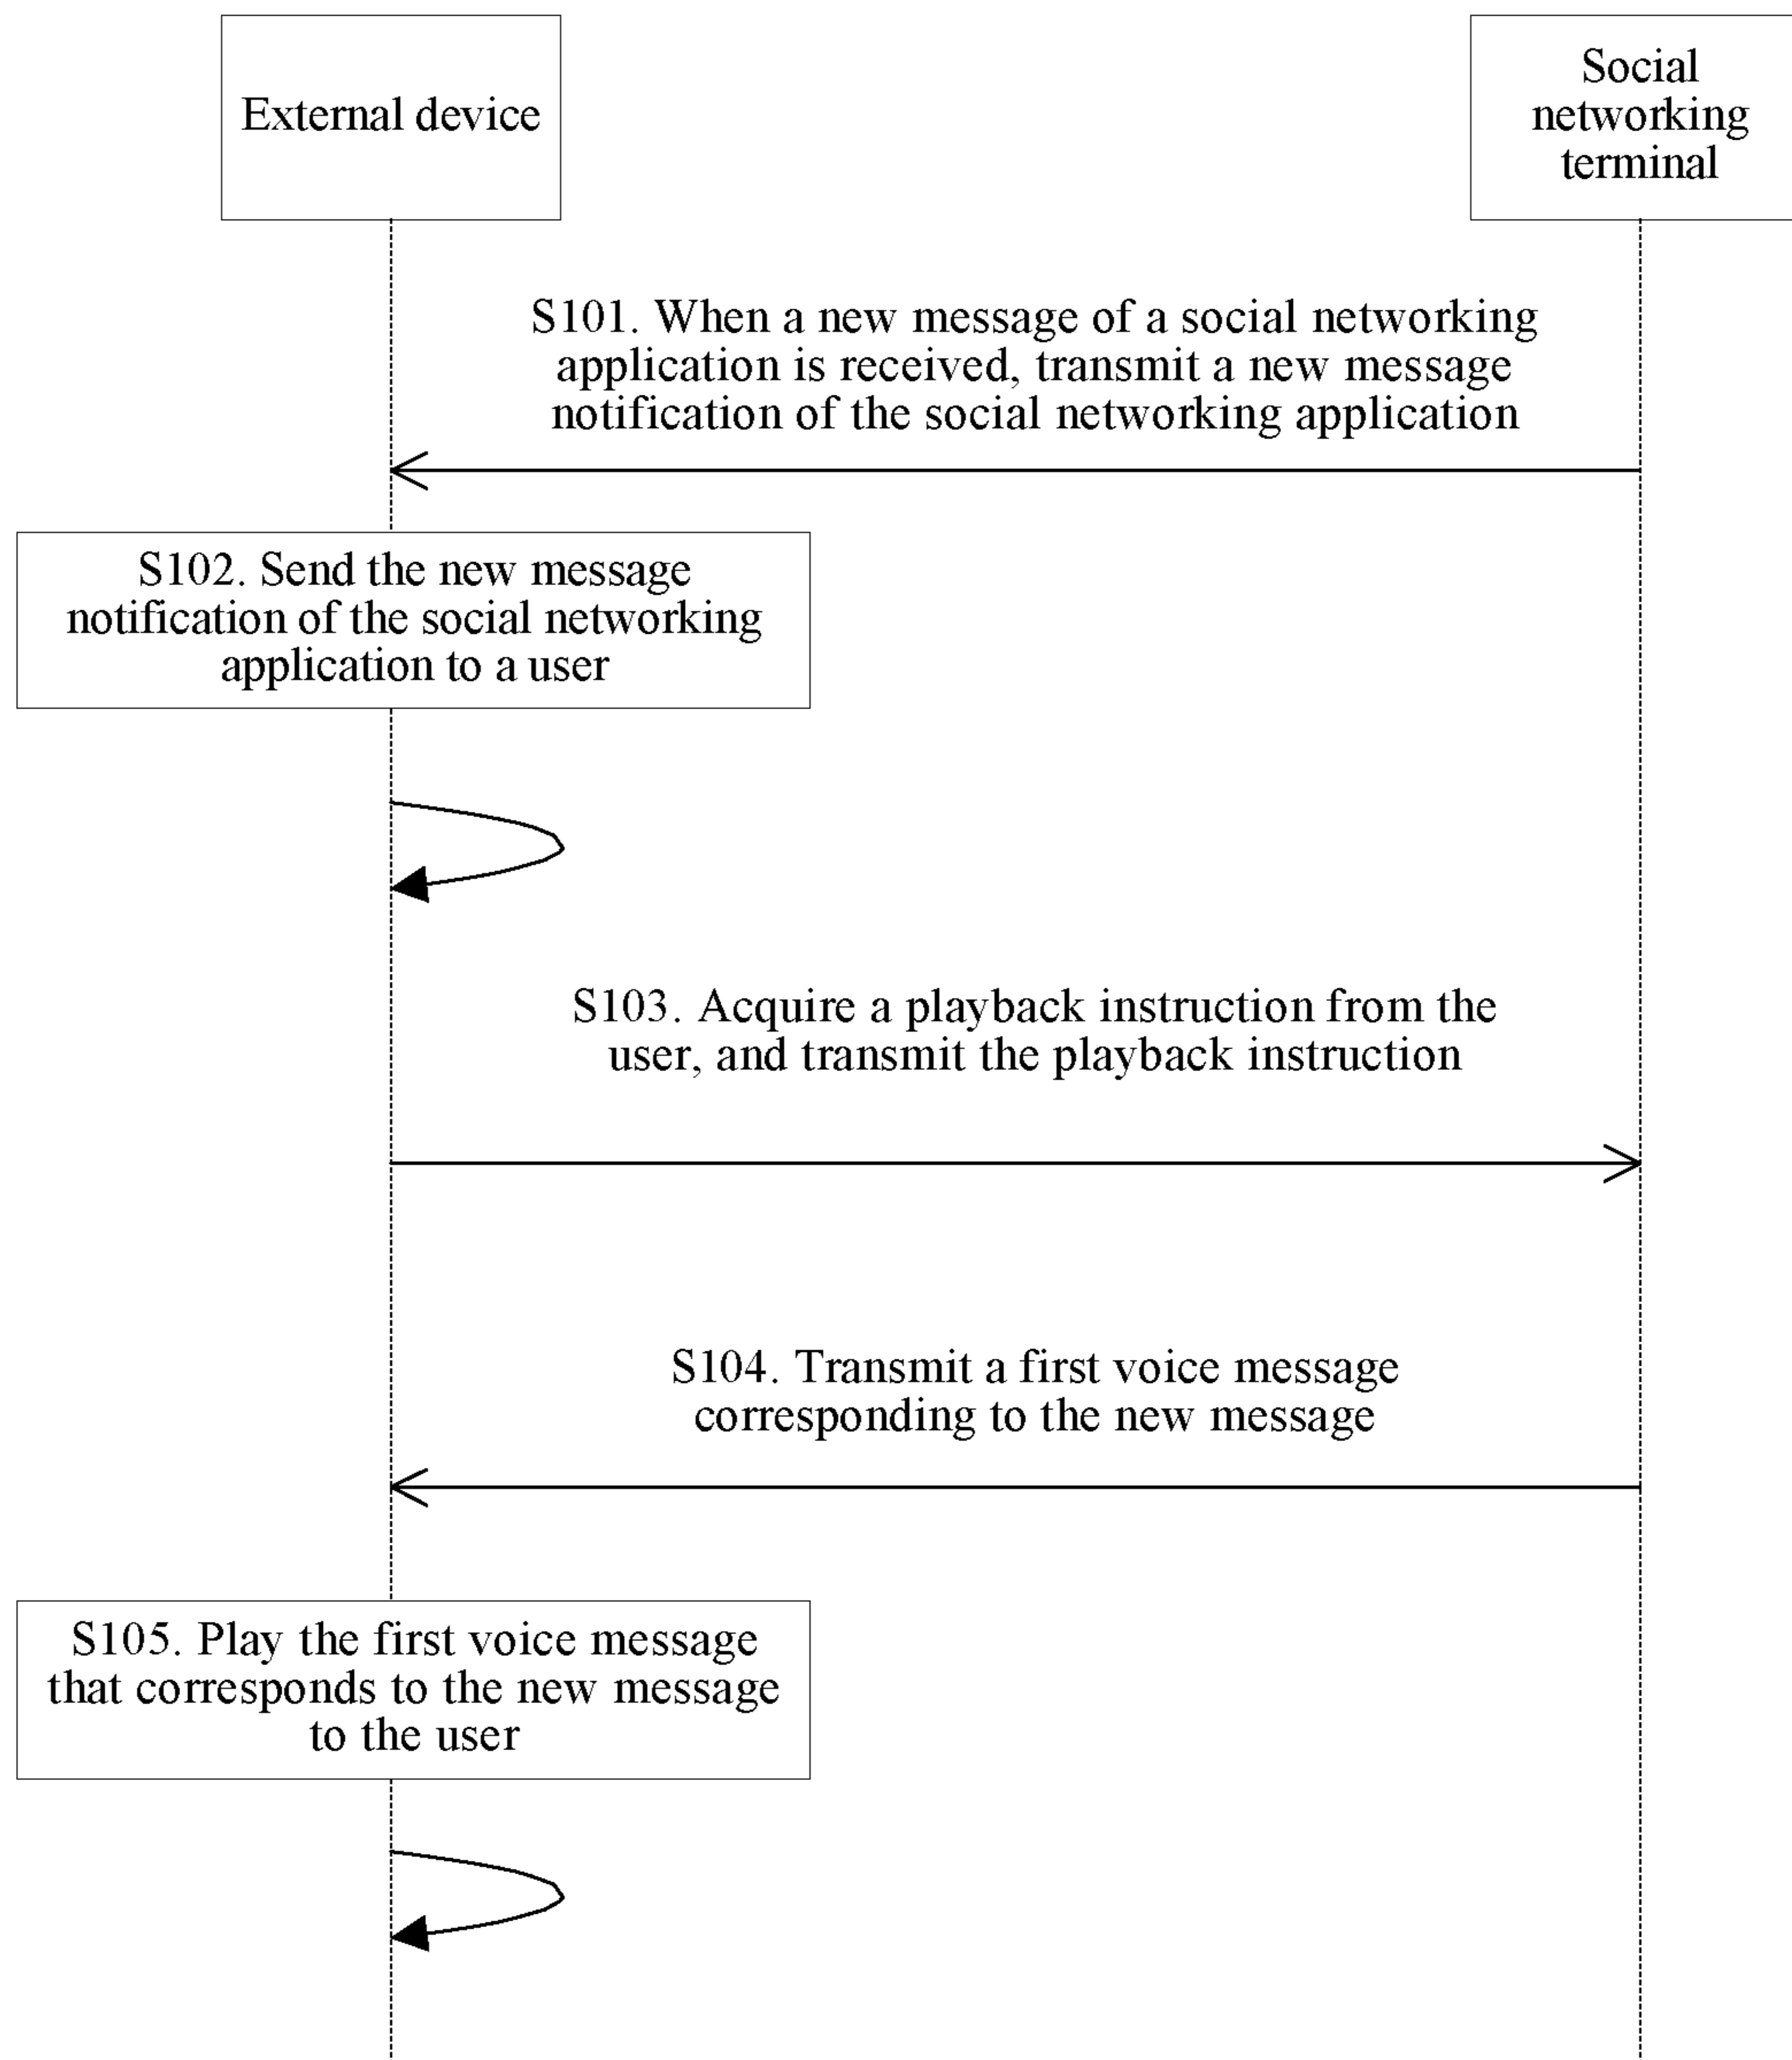 External device
Social
networking
terminal
S101. When a new message of a social networking
application is received, transmit a new message
notification of the social networking application
S102. Send the new message
notification of the social networking
application to a user
S103. Acquire a playback instruction from the
user, and transmit the playback instruction
S104. Transmit a first voice message
corresponding to the new message
S105. Play the first voice message
that corresponds to the new message
to the user